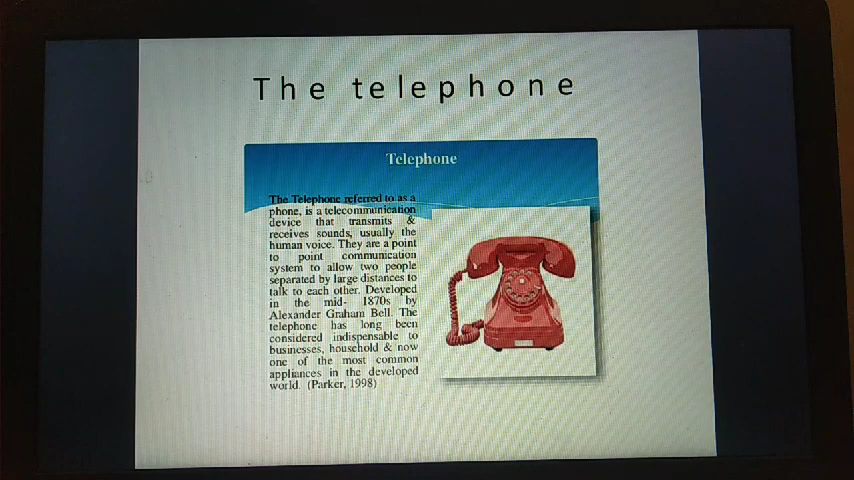 The telephone
Telephone
The Telephone referred to as a
phone, is a telecommunication
device that transmits &
receives sounds, usually the
human voice. They are a point
to point communication
system to allow two people
separated by large distances to
talk to each other. Developed
in the mid- 1870s by
Alexander Graham Bell. The
telephone has long been
considered indispensable to
businesses, household & now
one of the most common
appliances in the developed
world. (Parker, 1998)